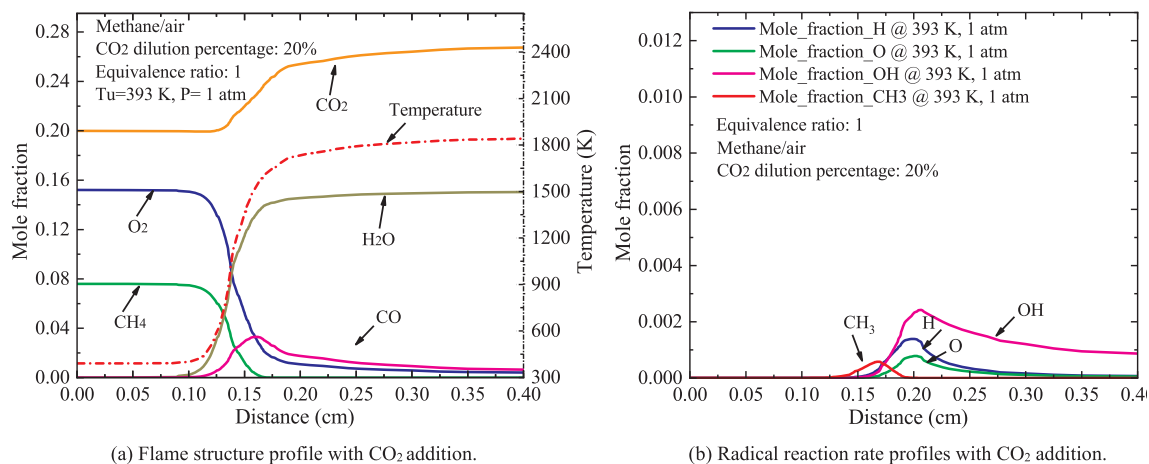 Methane/air
CO2 dilution percentage: 20%
Equivalence ratio: 1
Tu=393 K, P= 1 atm
CO2
Temperature
O2
H2O
CH4
CO
Mole fraction
0.28
0.24
0.20
0.16
0.12
0.08
0.04
0.00
Temperature (K)
2400
2100
1800
1500
1200
900
600
300
0.00 0.05 0.10 0.15 0.20 0.25 0.30 0.35 0.40
Distance (cm)
(a) Flame structure profile with CO2 addition.
Mole_fraction_H @ 393 K, 1 atm
Mole_fraction_O @ 393 K, 1 atm
Mole_fraction_OH @ 393 K, 1 atm
Mole_fraction_CH3 @ 393 K, 1 atm
Equivalence ratio: 1
Methane/air
CO2 dilution percentage: 20%
CH3
H
OH
O
Mole fraction
0.012
0.010
0.008
0.006
0.004
0.002
0.000
0.00 0.05 0.10 0.15 0.20 0.25 0.30 0.35 0.40
Distance (cm)
(b) Radical reaction rate profiles with CO2 addition.